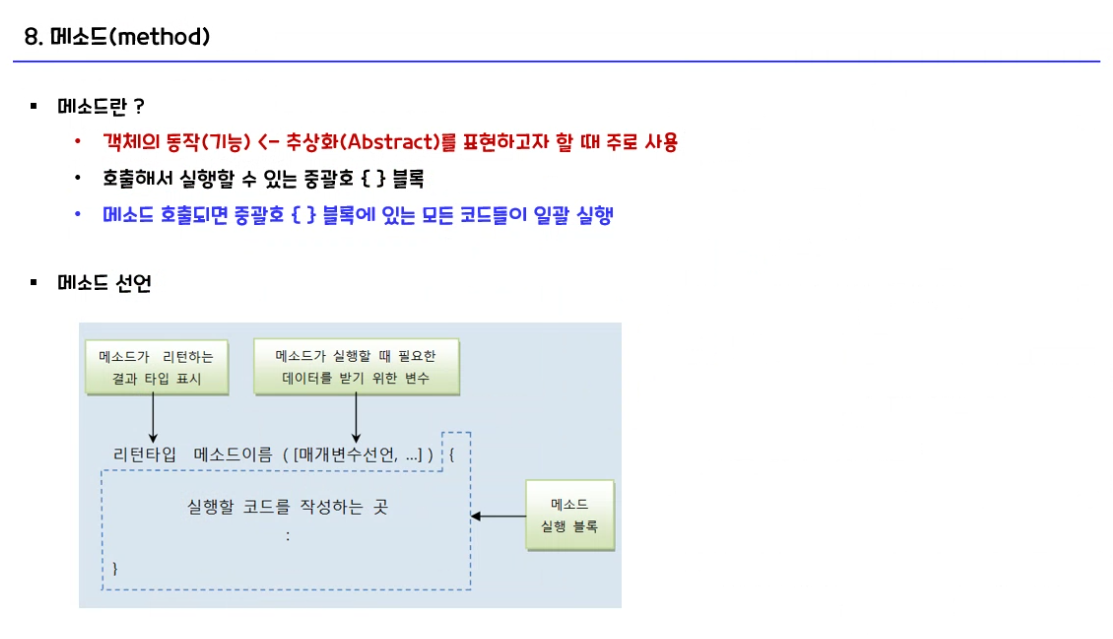 8. 메소드(method)
▪ 메소드란 ?
• 객체의 동작(기능) <- 추상화(Abstract)를 표현하고자 할 때 주로 사용
• 호출해서 실행할 수 있는 중괄호 { } 블록
• 메소드 호출되면 중괄호 { } 블록에 있는 모든 코드들이 일괄 실행
▪ 메소드 선언
메소드가 리턴하는
결과 타입 표시
메소드가 실행할 때 필요한
데이터를 받기 위한 변수
리턴타입 메소드이름 ( [매개변수선언, ...] ) {
실행할 코드를 작성하는 곳
:
}
메소드
실행 블록